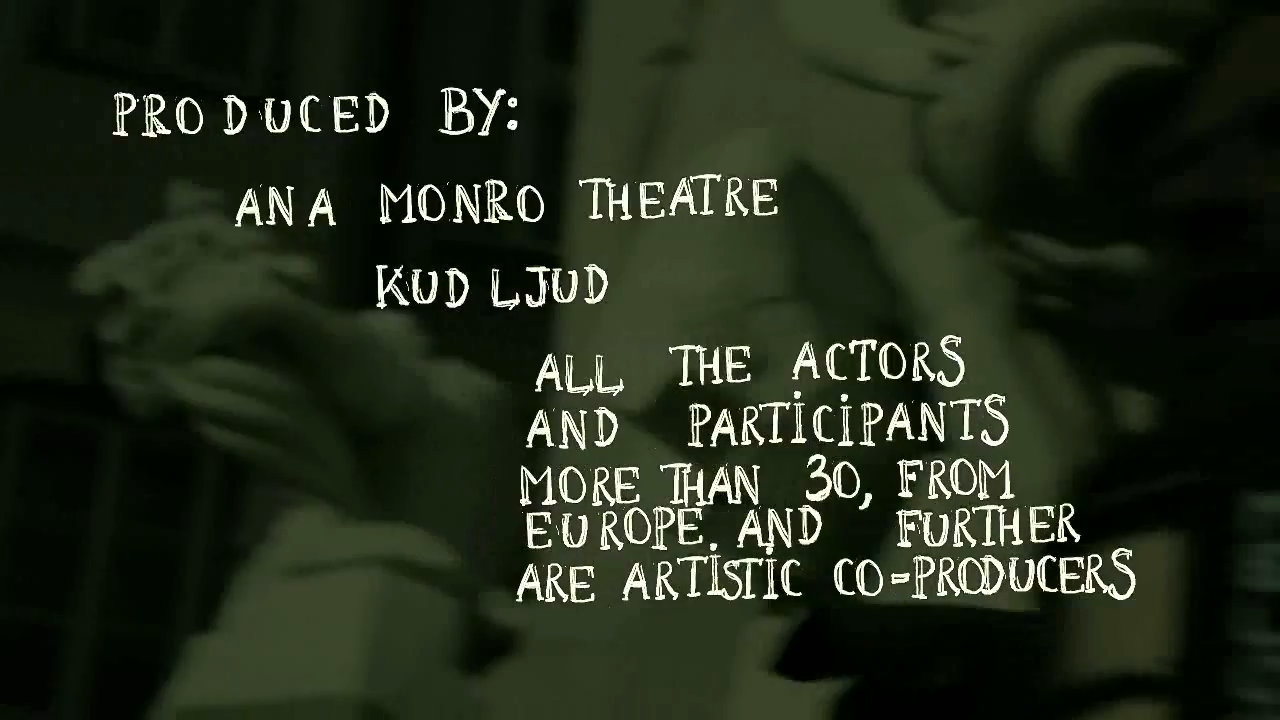 PRODUCED BY:
ANA MONRO THEATRE
KUD LJUD
ALL THE ACTORS
AND PARTICIPANTS
MORE THAN 30, FROM
EUROPE AND FURTHER
ARE ARTISTIC CO-PRODUCERS